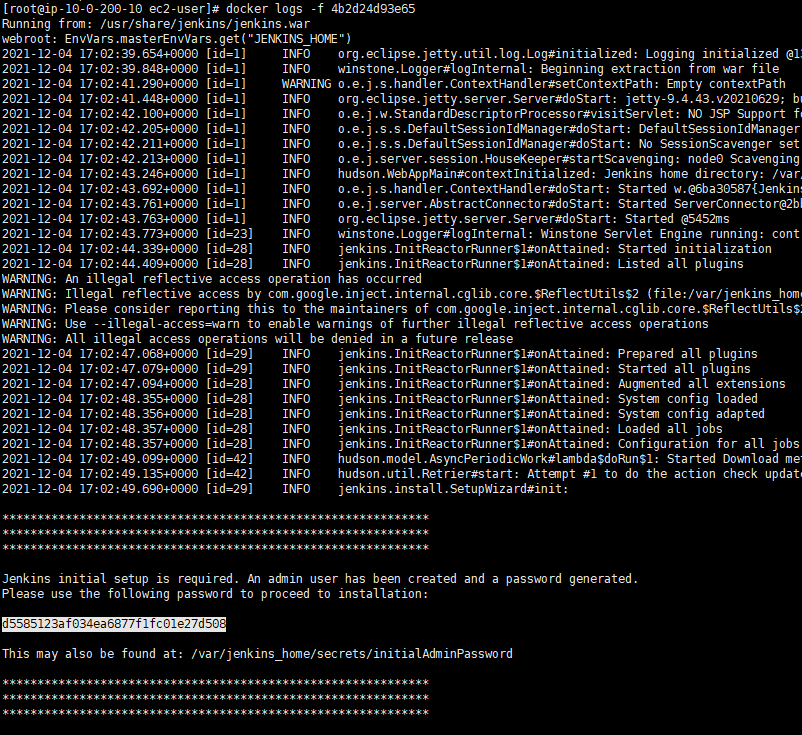 [root@ip-10-0-200-10 ec2-user]# docker logs -f 4b2d24d93e65
Running from: /usr/share/jenkins/jenkins.war
webroot: EnvVars.masterEnvVars.get("JENKINS_HOME")
2021-12-04 17:02:39.654+0000 [id=1] INFO org.eclipse.jetty.util.log.Log#initialized: Logging initialized @13
2021-12-04 17:02:39.848+0000 [id=1] INFO winstone.Logger#logInternal: Beginning extraction from war file
2021-12-04 17:02:41.290+0000 [id=1] WARNING o.e.j.s.handler.ContextHandler#setContextPath: Empty contextPath
2021-12-04 17:02:41.448+0000 [id=1] INFO org.eclipse.jetty.server.Server#doStart: jetty-9.4.43.v20210629; bu
2021-12-04 17:02:42.100+0000 [id=1] INFO o.e.j.w.StandardDescriptorProcessor#visitServlet: NO JSP Support fo
2021-12-04 17:02:42.205+0000 [id=1] INFO o.e.j.s.s.DefaultSessionIdManager#doStart: DefaultSessionIdManager
2021-12-04 17:02:42.211+0000 [id=1] INFO o.e.j.s.s.DefaultSessionIdManager#doStart: No SessionScavenger set
2021-12-04 17:02:42.213+0000 [id=1] INFO o.e.j.server.session.HouseKeeper#startScavenging: node0 Scavenging
2021-12-04 17:02:43.246+0000 [id=1] INFO hudson.WebAppMain#contextInitialized: Jenkins home directory: /var/
2021-12-04 17:02:43.692+0000 [id=1] INFO o.e.j.s.handler.ContextHandler#doStart: Started w.@6ba30587{Jenkins
2021-12-04 17:02:43.761+0000 [id=1] INFO o.e.j.server.AbstractConnector#doStart: Started ServerConnector@2bb
2021-12-04 17:02:43.763+0000 [id=1] INFO org.eclipse.jetty.server.Server#doStart: Started @5452ms
2021-12-04 17:02:43.773+0000 [id=23] INFO winstone.Logger#logInternal: Winstone Servlet Engine running: cont
2021-12-04 17:02:44.339+0000 [id=28] INFO jenkins.InitReactorRunner$1#onAttained: Started initialization
2021-12-04 17:02:44.409+0000 [id=28] INFO jenkins.InitReactorRunner$1#onAttained: Listed all plugins
WARNING: An illegal reflective access operation has occurred
WARNING: Illegal reflective access by com.google.inject.internal.cglib.core.$ReflectUtils$2 (file:/var/jenkins_home
WARNING: Please consider reporting this to the maintainers of com.google.inject.internal.cglib.core.$ReflectUtils$2
WARNING: Use --illegal-access=warn to enable warnings of further illegal reflective access operations
WARNING: All illegal access operations will be denied in a future release
2021-12-04 17:02:47.068+0000 [id=29] INFO jenkins.InitReactorRunner$1#onAttained: Prepared all plugins
2021-12-04 17:02:47.079+0000 [id=29] INFO jenkins.InitReactorRunner$1#onAttained: Started all plugins
2021-12-04 17:02:47.094+0000 [id=28] INFO jenkins.InitReactorRunner$1#onAttained: Augmented all extensions
2021-12-04 17:02:48.355+0000 [id=28] INFO jenkins.InitReactorRunner$1#onAttained: System config loaded
2021-12-04 17:02:48.356+0000 [id=28] INFO jenkins.InitReactorRunner$1#onAttained: System config adapted
2021-12-04 17:02:48.357+0000 [id=28] INFO jenkins.InitReactorRunner$1#onAttained: Loaded all jobs
2021-12-04 17:02:48.357+0000 [id=28] INFO jenkins.InitReactorRunner$1#onAttained: Configuration for all jobs
2021-12-04 17:02:49.099+0000 [id=42] INFO hudson.model.AsyncPeriodicWork#lambda$doRun$1: Started Download met
2021-12-04 17:02:49.135+0000 [id=42] INFO hudson.util.Retrier#start: Attempt #1 to do the action check update
2021-12-04 17:02:49.690+0000 [id=29] INFO jenkins.install.SetupWizard#init:
*************************************************************
*************************************************************
*************************************************************
Jenkins initial setup is required. An admin user has been created and a password generated.
Please use the following password to proceed to installation:
d5585123af034ea6877f1fc01e27d508
This may also be found at: /var/jenkins_home/secrets/initialAdminPassword
*************************************************************
*************************************************************
*************************************************************